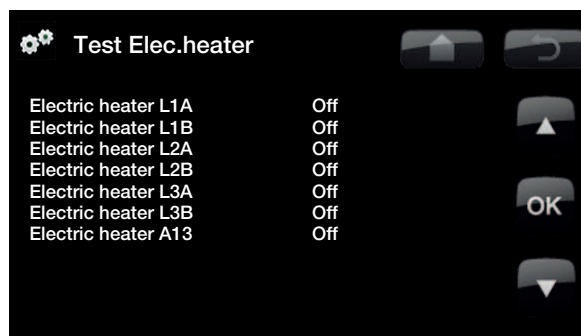 Test Elec.heater
Electric heater L1A Off
Electric heater L1B Off
Electric heater L2A Off
Electric heater L2B Off
Electric heater L3A Off
Electric heater L3B Off
Electric heater A13 Off
OK